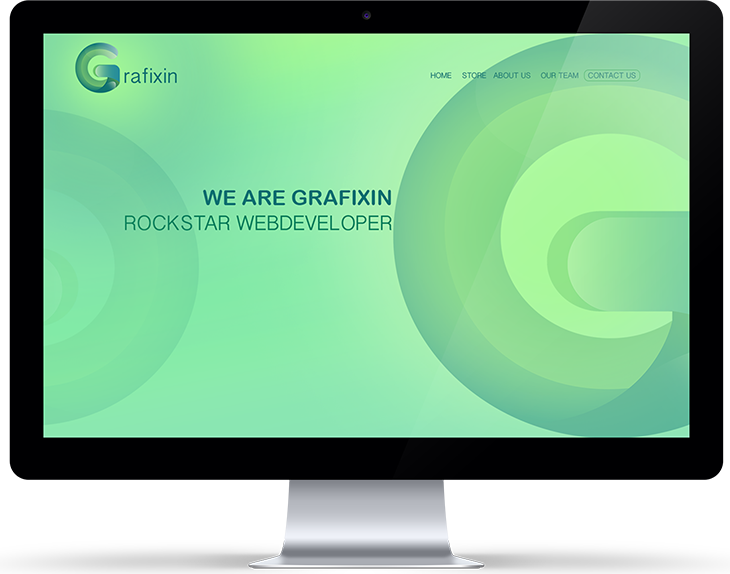 Grafixin
HOME STORE ABOUT US OUR TEAM CONTACT US
WE ARE GRAFIXIN
ROCKSTAR WEBDEVELOPER